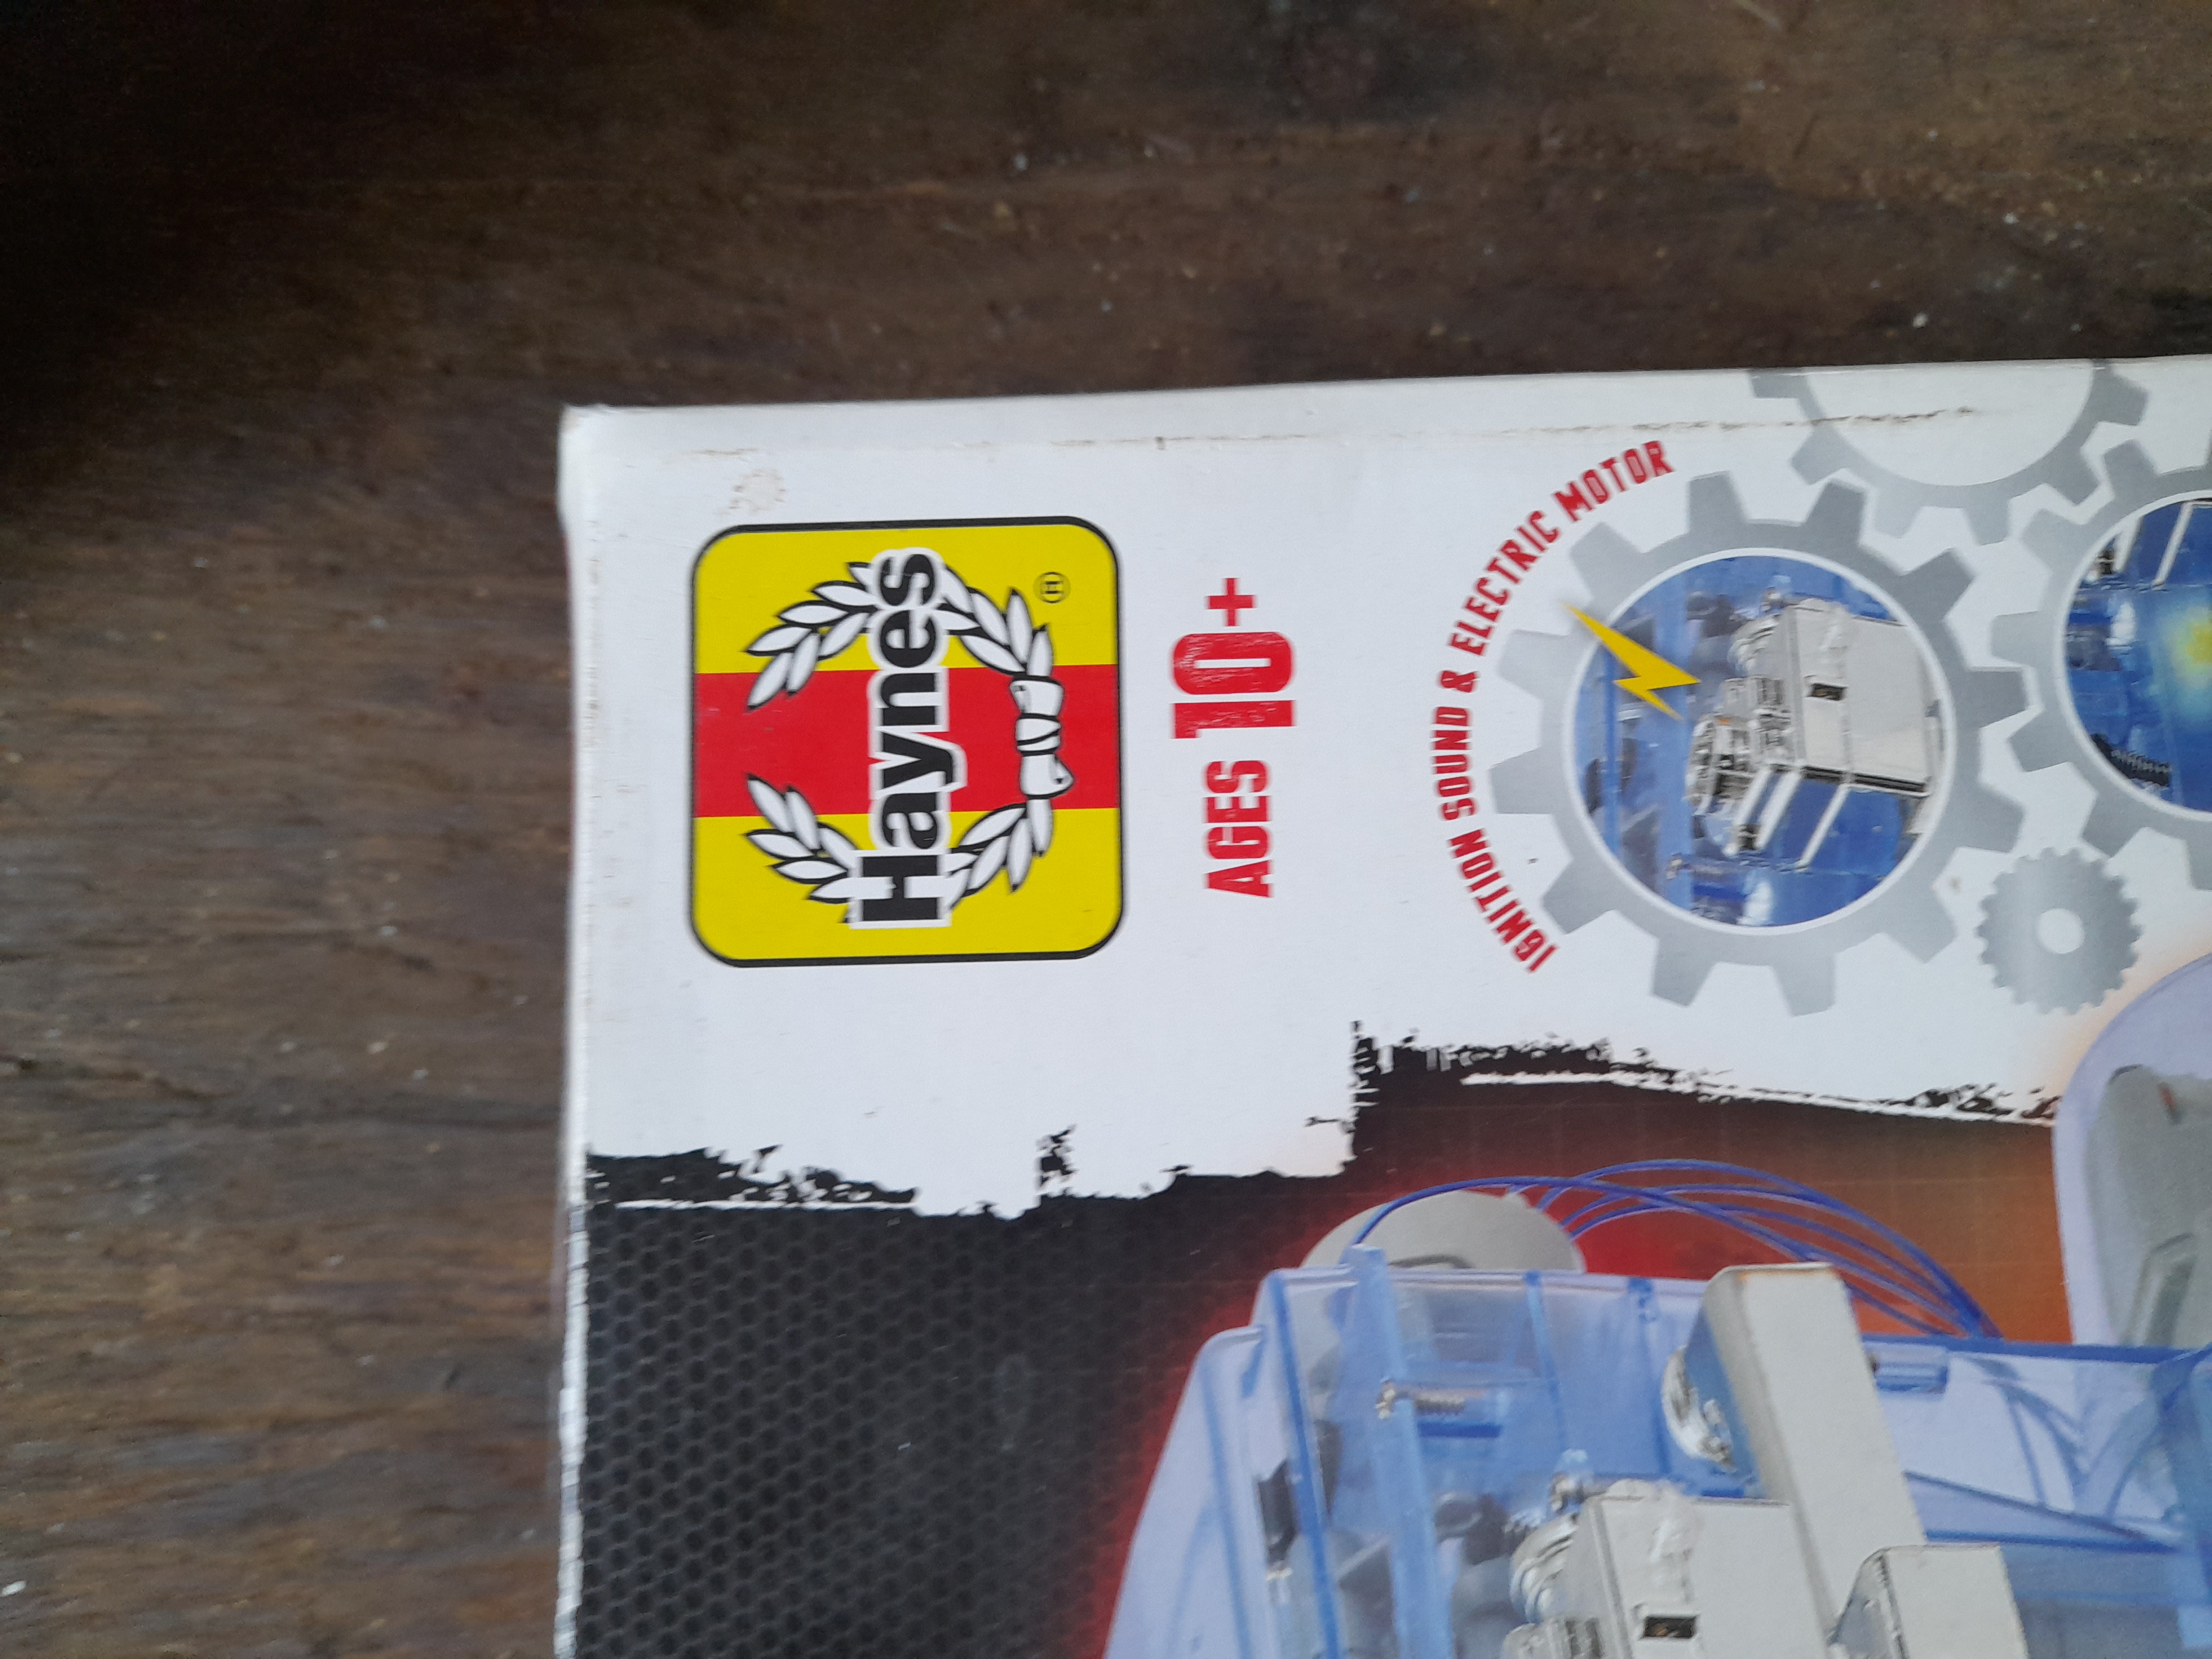 Haynes
®
AGES 10+
IGNITION SOUND & ELECTRIC MOTOR